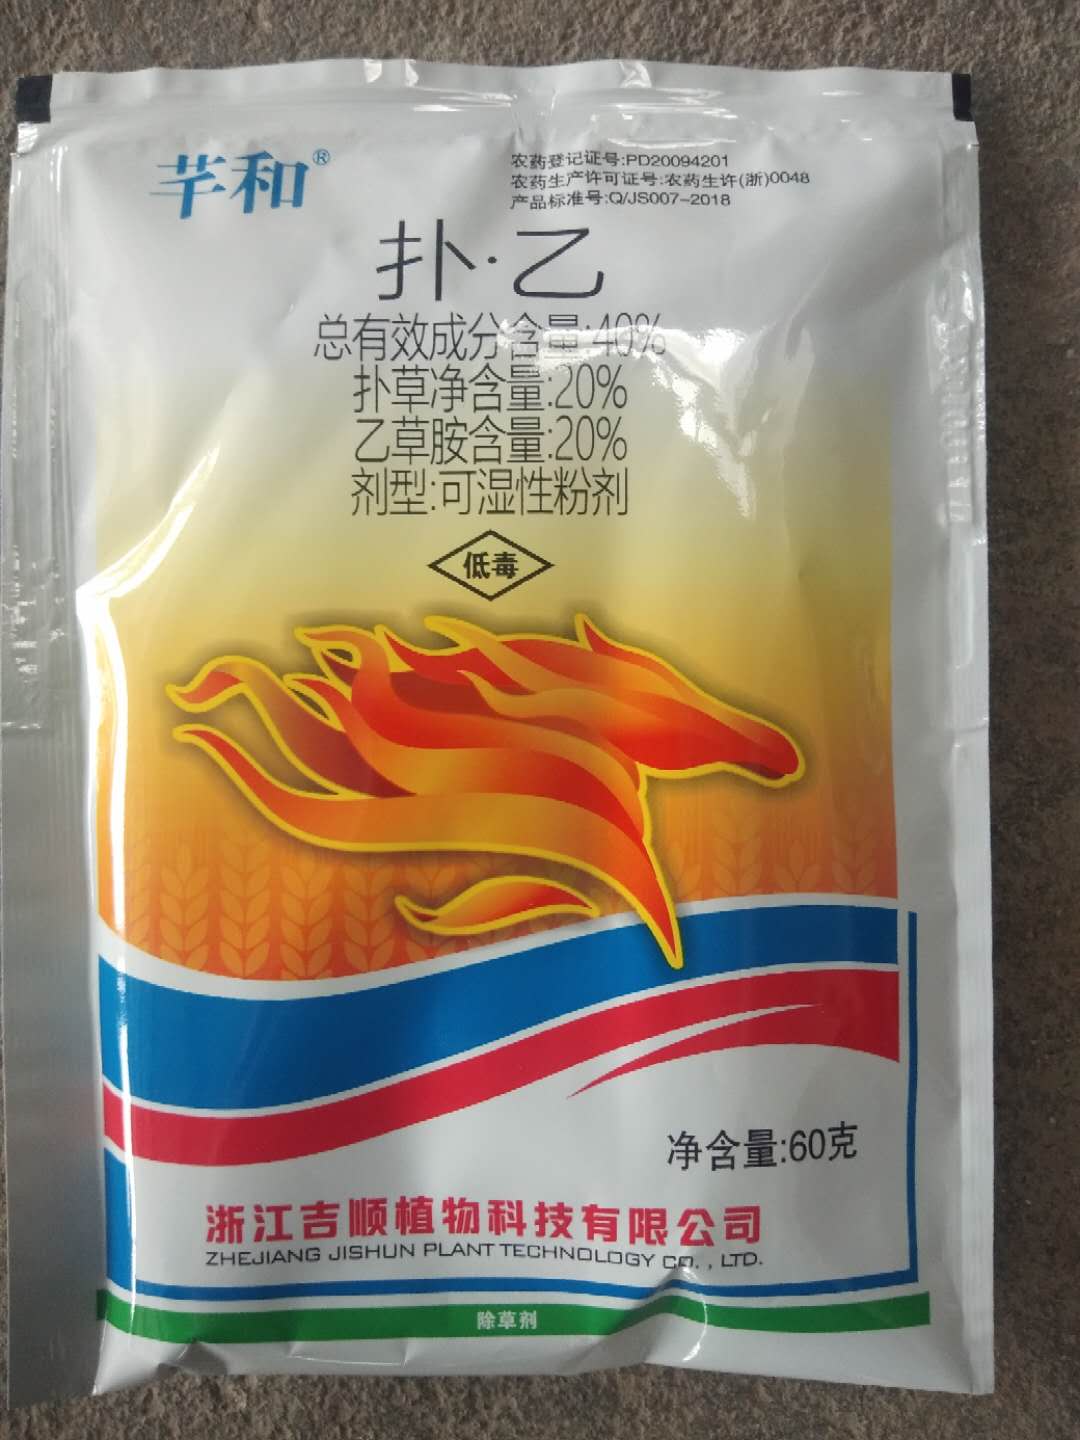 芊和®
农药登记证号:PD20094201
农药生产许可证号:农药生许(浙)0048
产品标准号:Q/JS007-2018
扑·乙
总有效成分含量:40%
扑草净含量:20%
乙草胺含量:20%
剂型:可湿性粉剂
低毒
净含量:60克
浙江吉顺植物科技有限公司
ZHEJIANG JISHUN PLANT TECHNOLOGY CO. , LTD.
除草剂